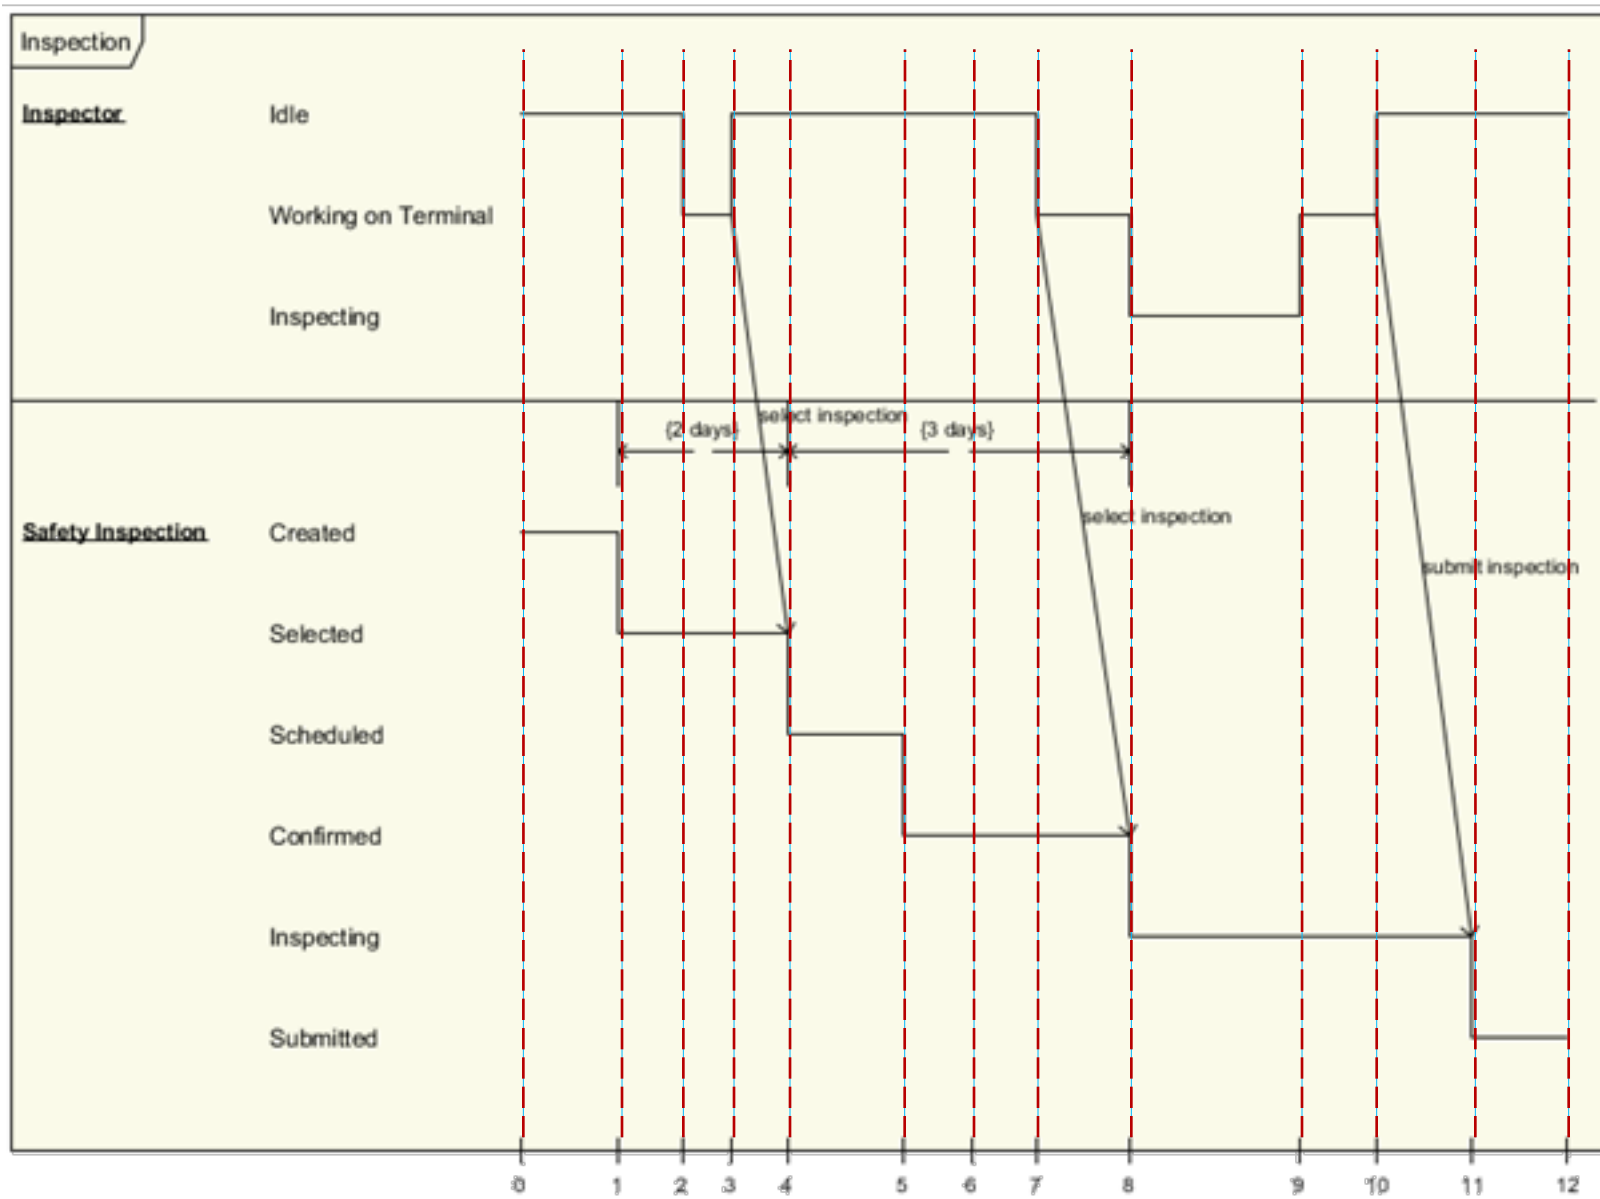 Inspection
Inspector
Idle
Working on Terminal
Inspecting
select inspection
{2 days}
{3 days}
select inspection
Safety Inspection
Created
submit inspection
Selected
Scheduled
Confirmed
Inspecting
Submitted
0 1 2 3 4 5 6 7 8 9 10 11 12